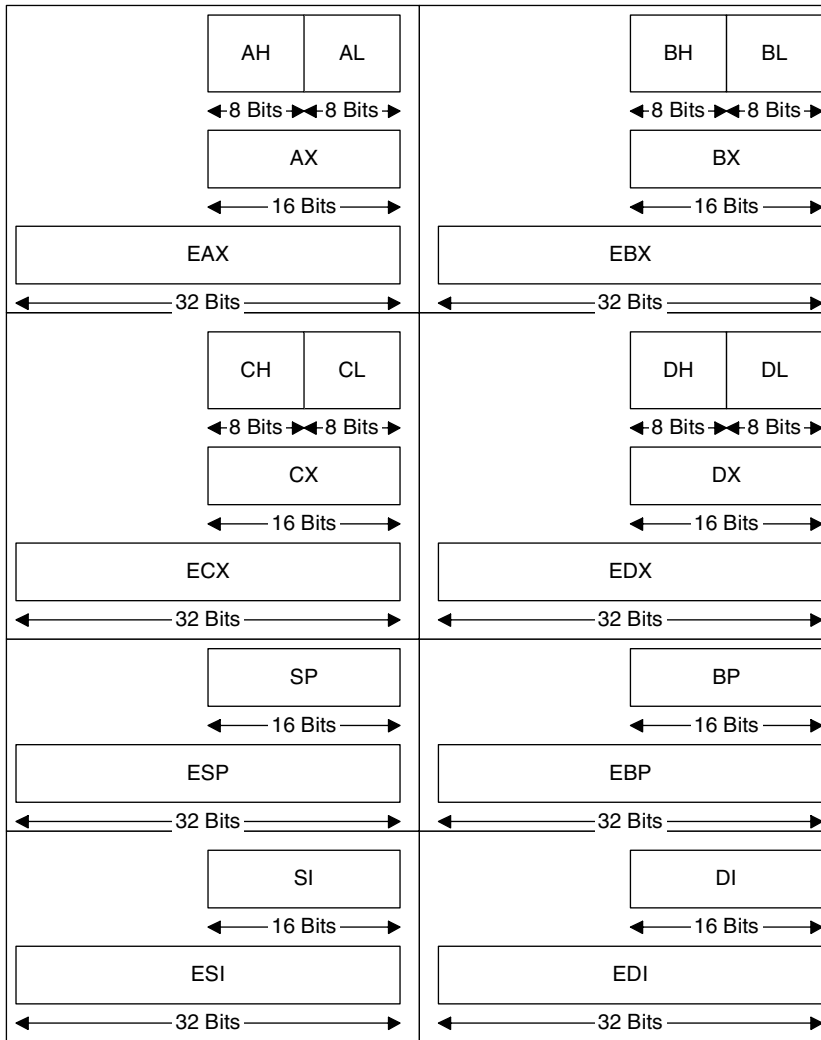 AH AL
8 Bits 8 Bits
AX
16 Bits
EAX
32 Bits
BH BL
8 Bits 8 Bits
BX
16 Bits
EBX
32 Bits
CH CL
8 Bits 8 Bits
CX
16 Bits
ECX
32 Bits
DH DL
8 Bits 8 Bits
DX
16 Bits
EDX
32 Bits
SP
16 Bits
ESP
32 Bits
BP
16 Bits
EBP
32 Bits
SI
16 Bits
ESI
32 Bits
DI
16 Bits
EDI
32 Bits